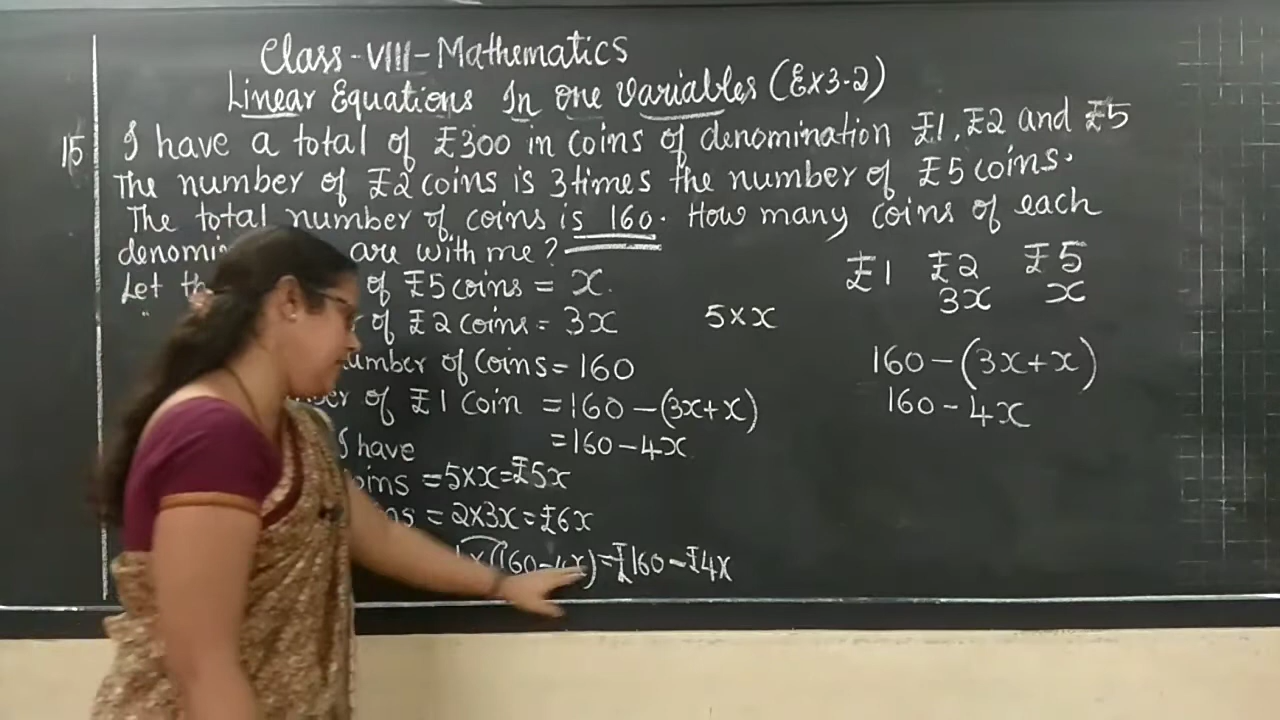 Class-VIII-Mathematics
Linear Equations In one Variables (Ex3.2)
15 I have a total of ₹300 in coins of denomination ₹1, ₹2 and ₹5
The number of ₹2 coins is 3 times the number of ₹5 coins.
The total number of coins is 160. How many coins of each
are with me?
Let of ₹5 coins = x.
" of ₹2 coins = 3x
of Coins = 160
of ₹1 Coin = 160 - (3x+x)
= 160 - 4x
I have
= 5×x = ₹5x
= 2×3x = ₹6x
(160-4x) = ₹160 - ₹4x
5×x
₹1 ₹2 ₹5
3x x
160 - (3x+x)
160 - 4x